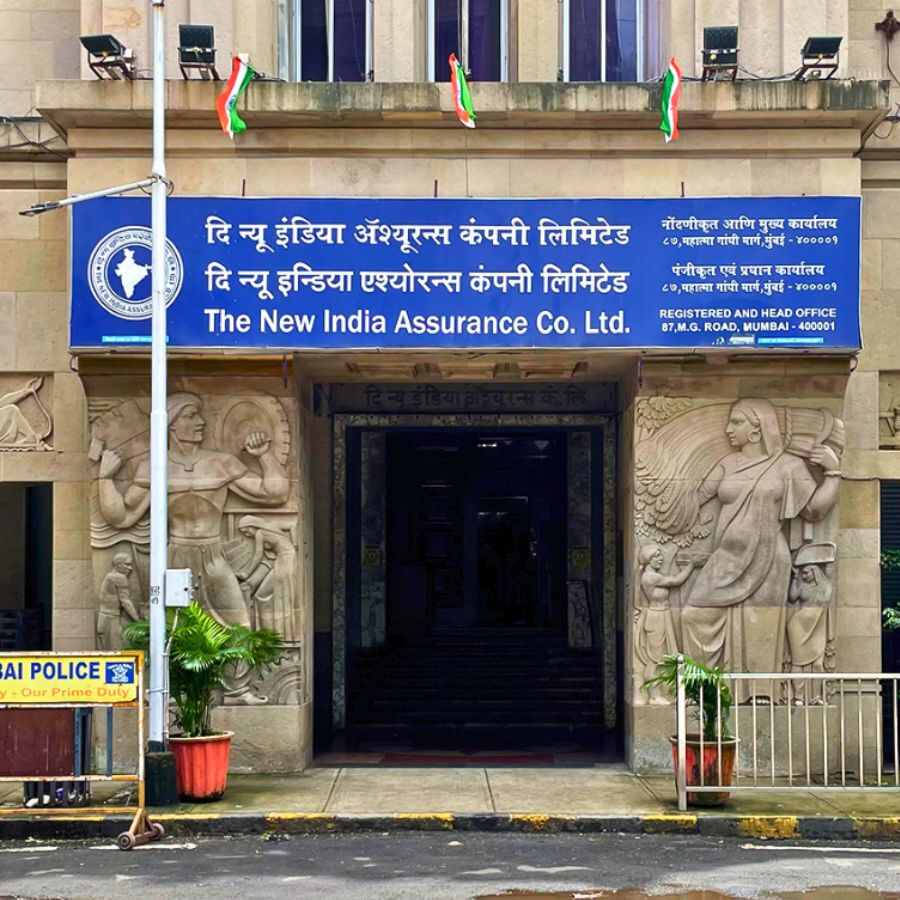 दि न्यू इंडिया ॲश्यूरन्स कंपनी लिमिटेड
दि न्यू इन्डिया एश्योरन्स कंपनी लिमिटेड
The New India Assurance Co. Ltd.
नोंदणीकृत आणि मुख्य कार्यालय
८७,महात्मा गांधी मार्ग,मुंबई - ४००००१
पंजीकृत एवं प्रधान कार्यालय
८७,महात्मा गांधी मार्ग,मुंबई - ४००००१
REGISTERED AND HEAD OFFICE
87,M.G. ROAD, MUMBAI - 400001
दि न्यू इंडिया अॅश्युरन्स कं. लि
BAI POLICE
y - Our Prime Duty